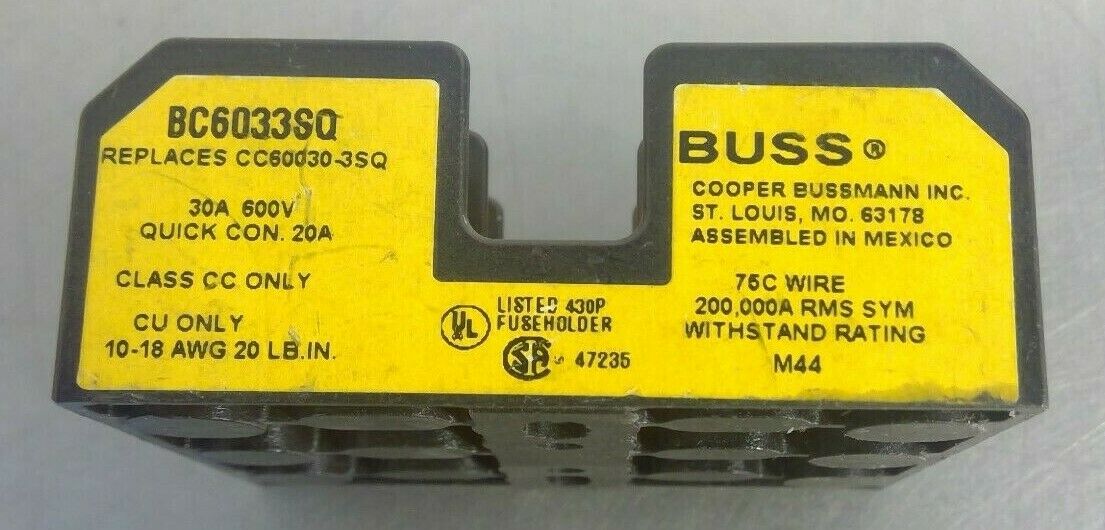 BC6033SQ
REPLACES CC60030-3SQ
30A 600V
QUICK CON. 20A
CLASS CC ONLY
CU ONLY
10-18 AWG 20 LB.IN.
UL
LISTED 430P
FUSEHOLDER
SA 47235
BUSS®
COOPER BUSSMANN INC.
ST. LOUIS, MO. 63178
ASSEMBLED IN MEXICO
75C WIRE
200,000A RMS SYM
WITHSTAND RATING
M44